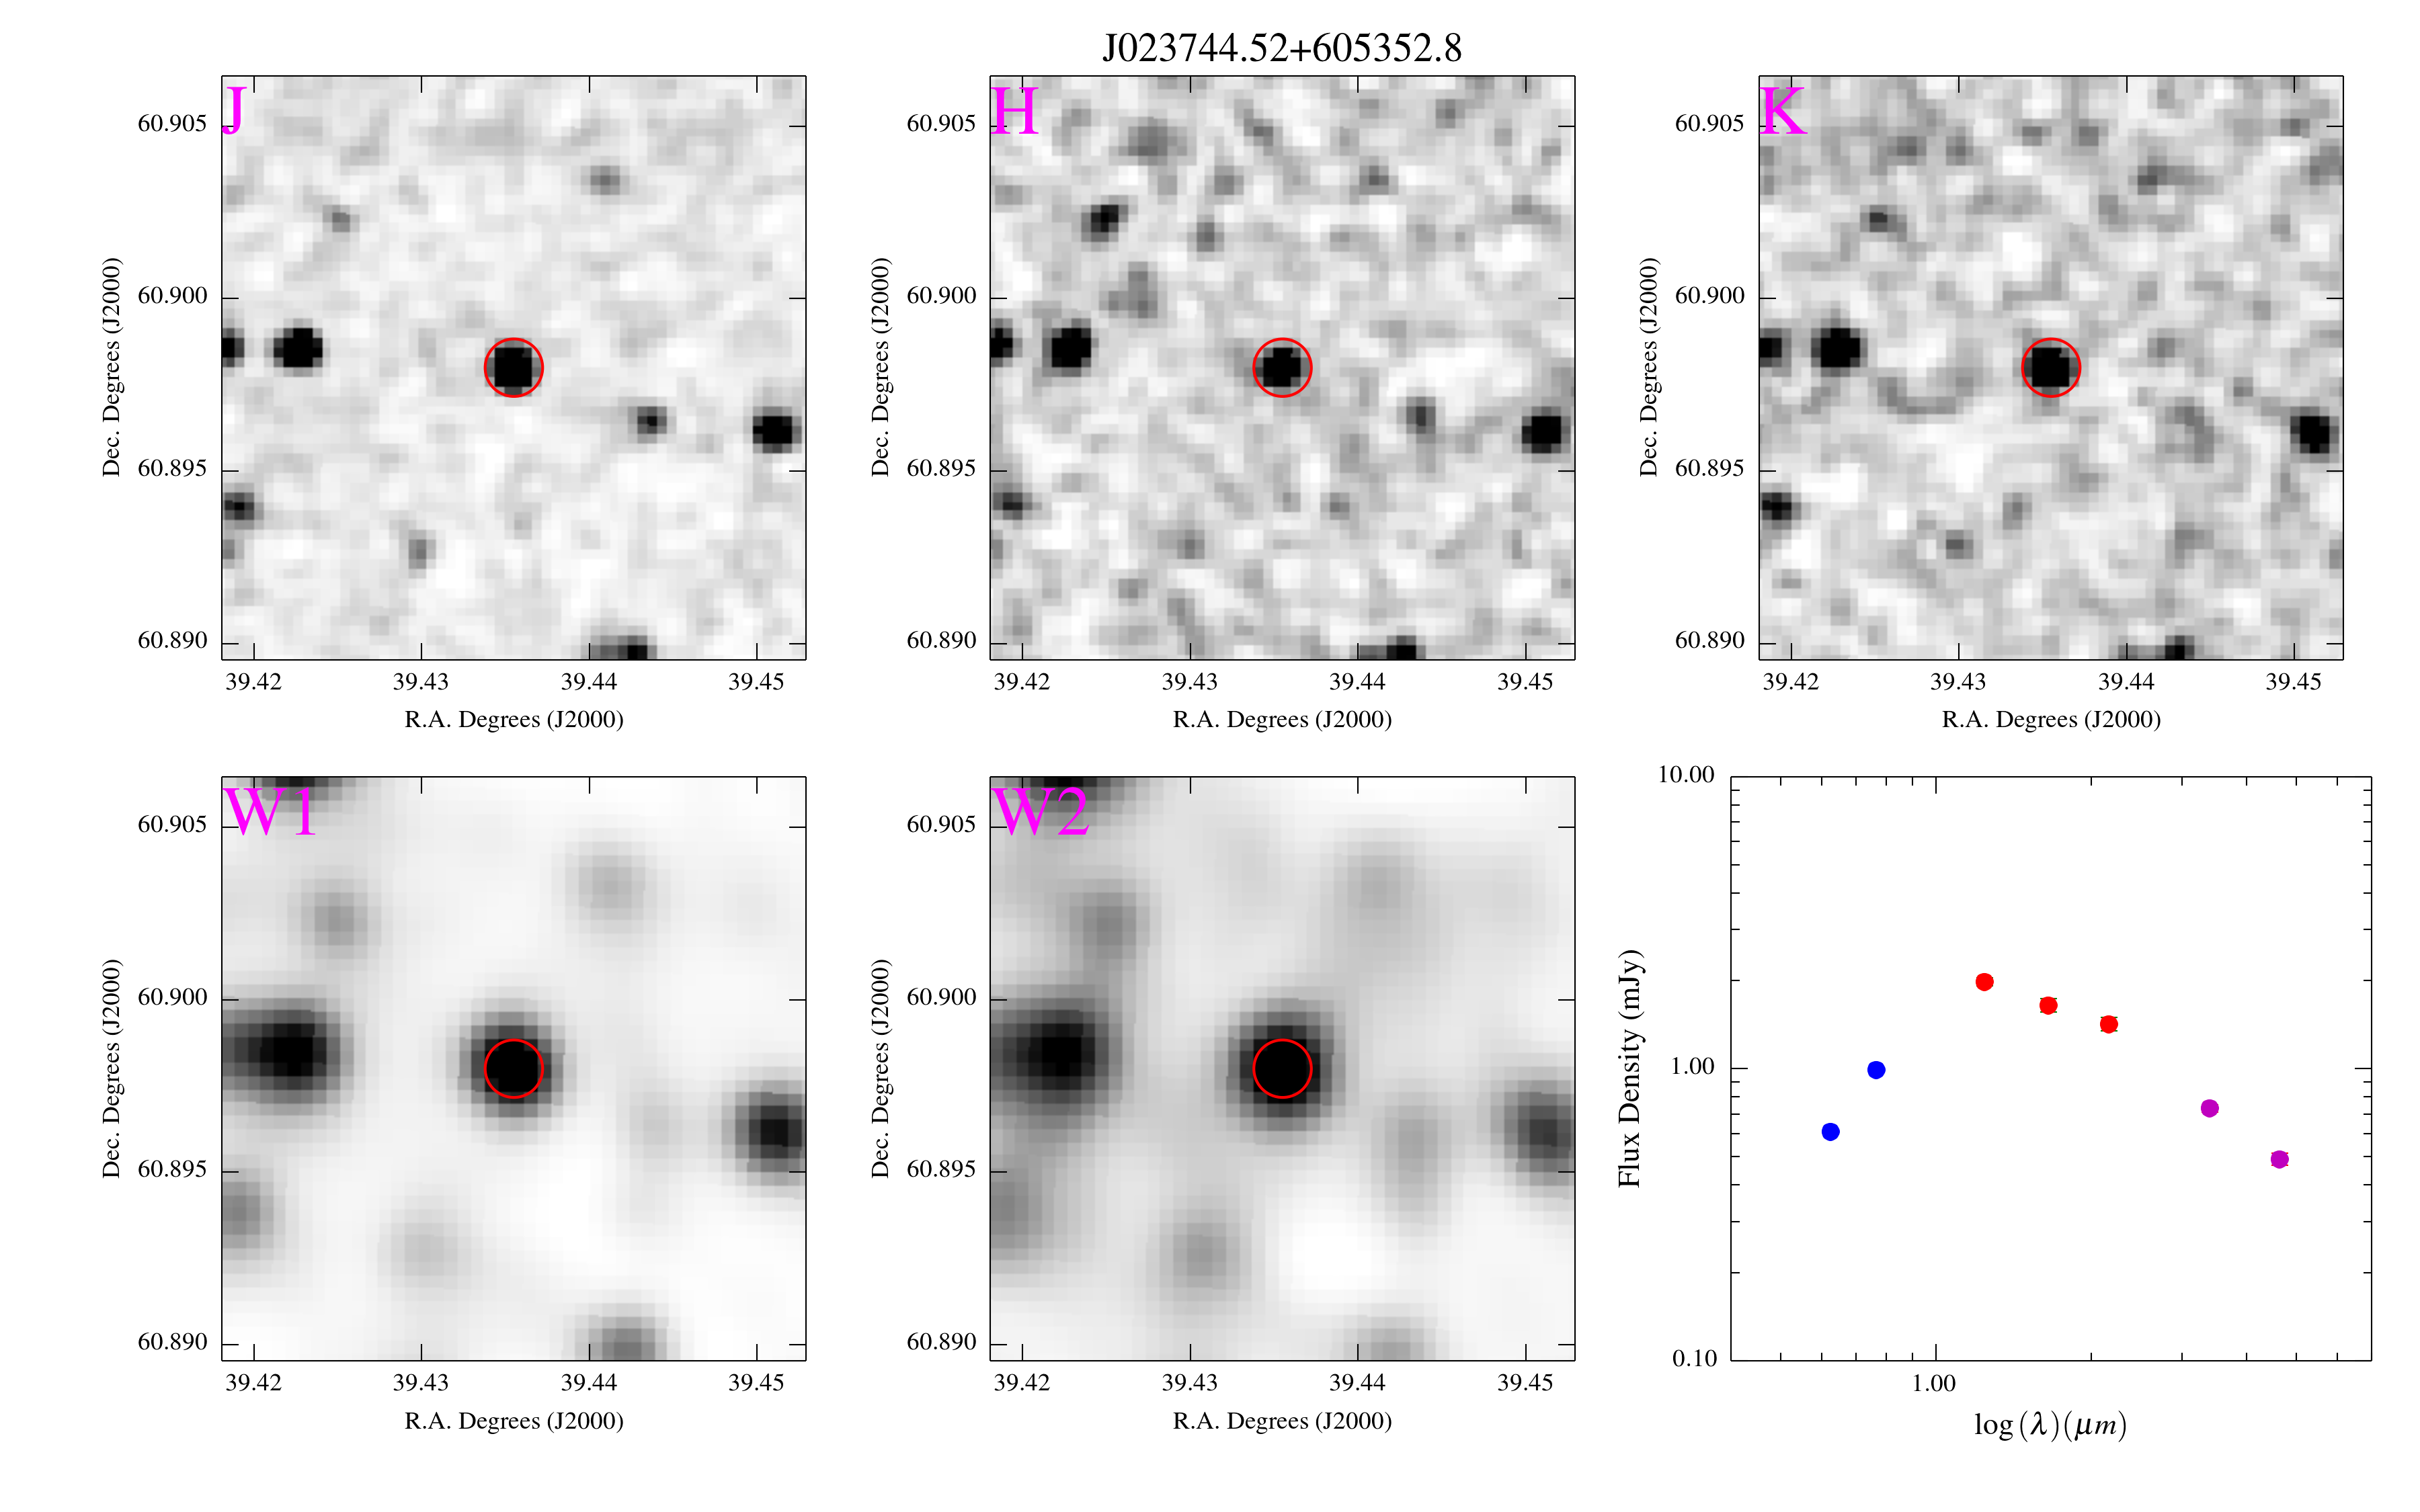 J023744.52+605352.8
J
60.905
60.900
60.895
60.890
Dec. Degrees (J2000)
39.42 39.43 39.44 39.45
R.A. Degrees (J2000)
H
60.905
60.900
60.895
60.890
Dec. Degrees (J2000)
39.42 39.43 39.44 39.45
R.A. Degrees (J2000)
K
60.905
60.900
60.895
60.890
Dec. Degrees (J2000)
39.42 39.43 39.44 39.45
R.A. Degrees (J2000)
W1
60.905
60.900
60.895
60.890
Dec. Degrees (J2000)
39.42 39.43 39.44 39.45
R.A. Degrees (J2000)
W2
60.905
60.900
60.895
60.890
Dec. Degrees (J2000)
39.42 39.43 39.44 39.45
R.A. Degrees (J2000)
10.00
1.00
0.10
Flux Density (mJy)
1.00
log (λ)(μm)